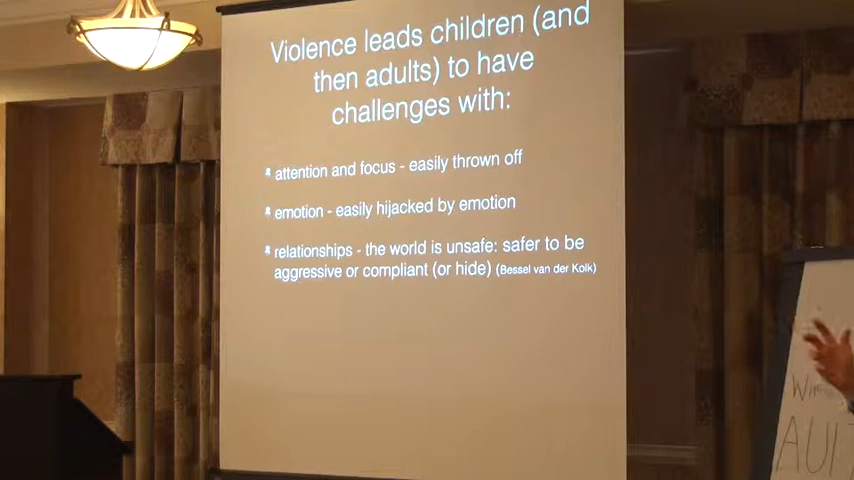 Violence leads children (and
then adults) to have
challenges with:
attention and focus - easily thrown off
emotion - easily hijacked by emotion
relationships - the world is unsafe: safer to be
aggressive or compliant (or hide) (Bessel van der Kolk)